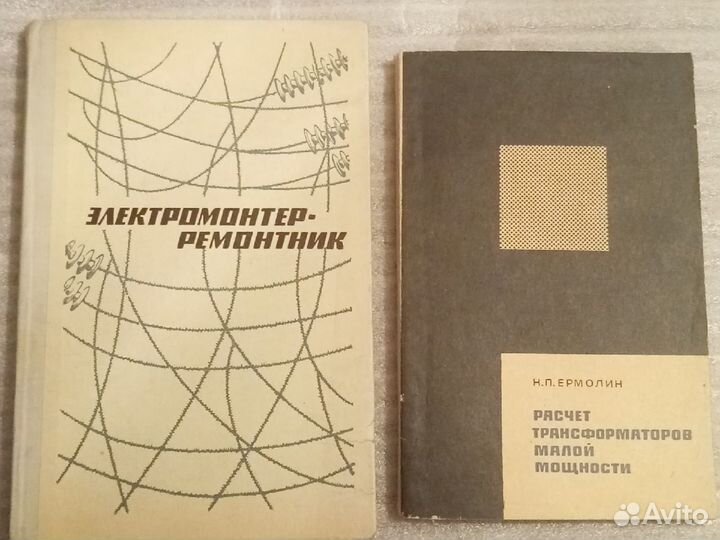 ЭЛЕКТРОМОНТЕР-
РЕМОНТНИК
Н.П.ЕРМОЛИН
РАСЧЕТ
ТРАНСФОРМАТОРОВ
МАЛОЙ
МОЩНОСТИ
Avito